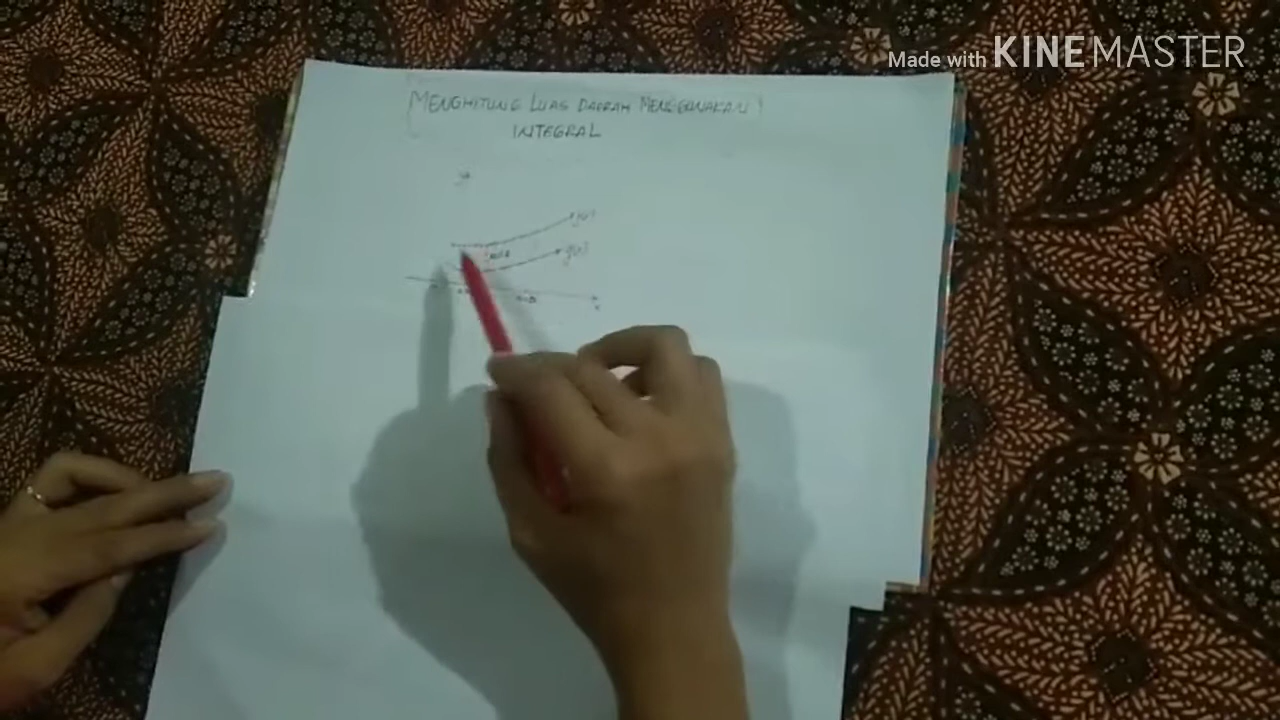 Made with KINEMASTER
MENGHITUNG LUAS DAERAH MENGGUNAKAN
INTEGRAL
y
g(x)
x